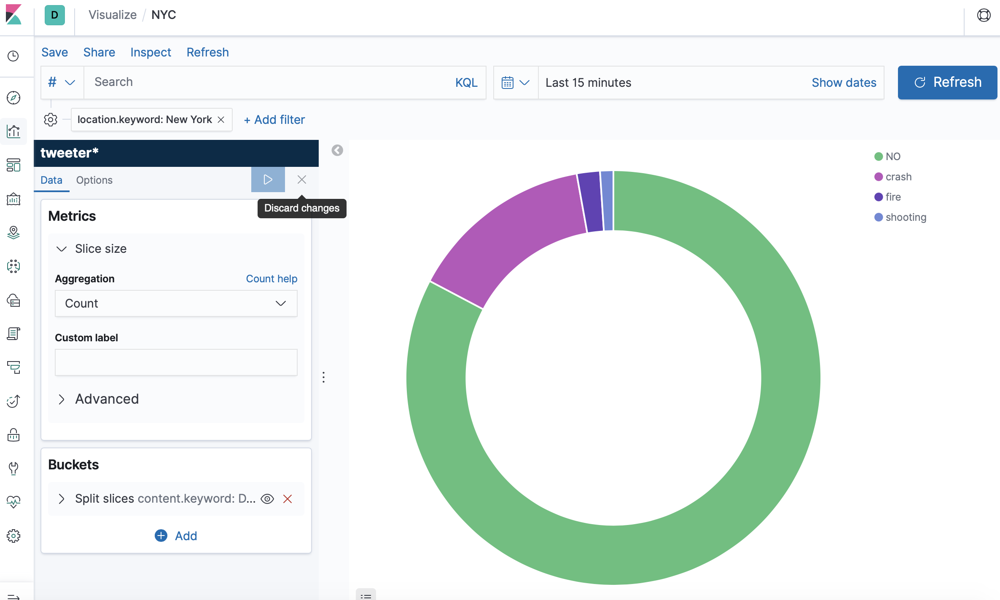 D Visualize / NYC
Save Share Inspect Refresh
# Search KQL Last 15 minutes Show dates Refresh
location.keyword: New York + Add filter
tweeter*
Data Options
Discard changes
Metrics
Slice size
Aggregation Count help
Count
Custom label
Advanced
Buckets
Split slices content.keyword: D...
Add
NO
crash
fire
shooting